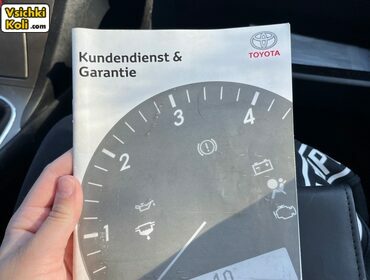 Vsichki
Koli.com
Kundendienst &
Garantie
TOYOTA
4
3
2
1